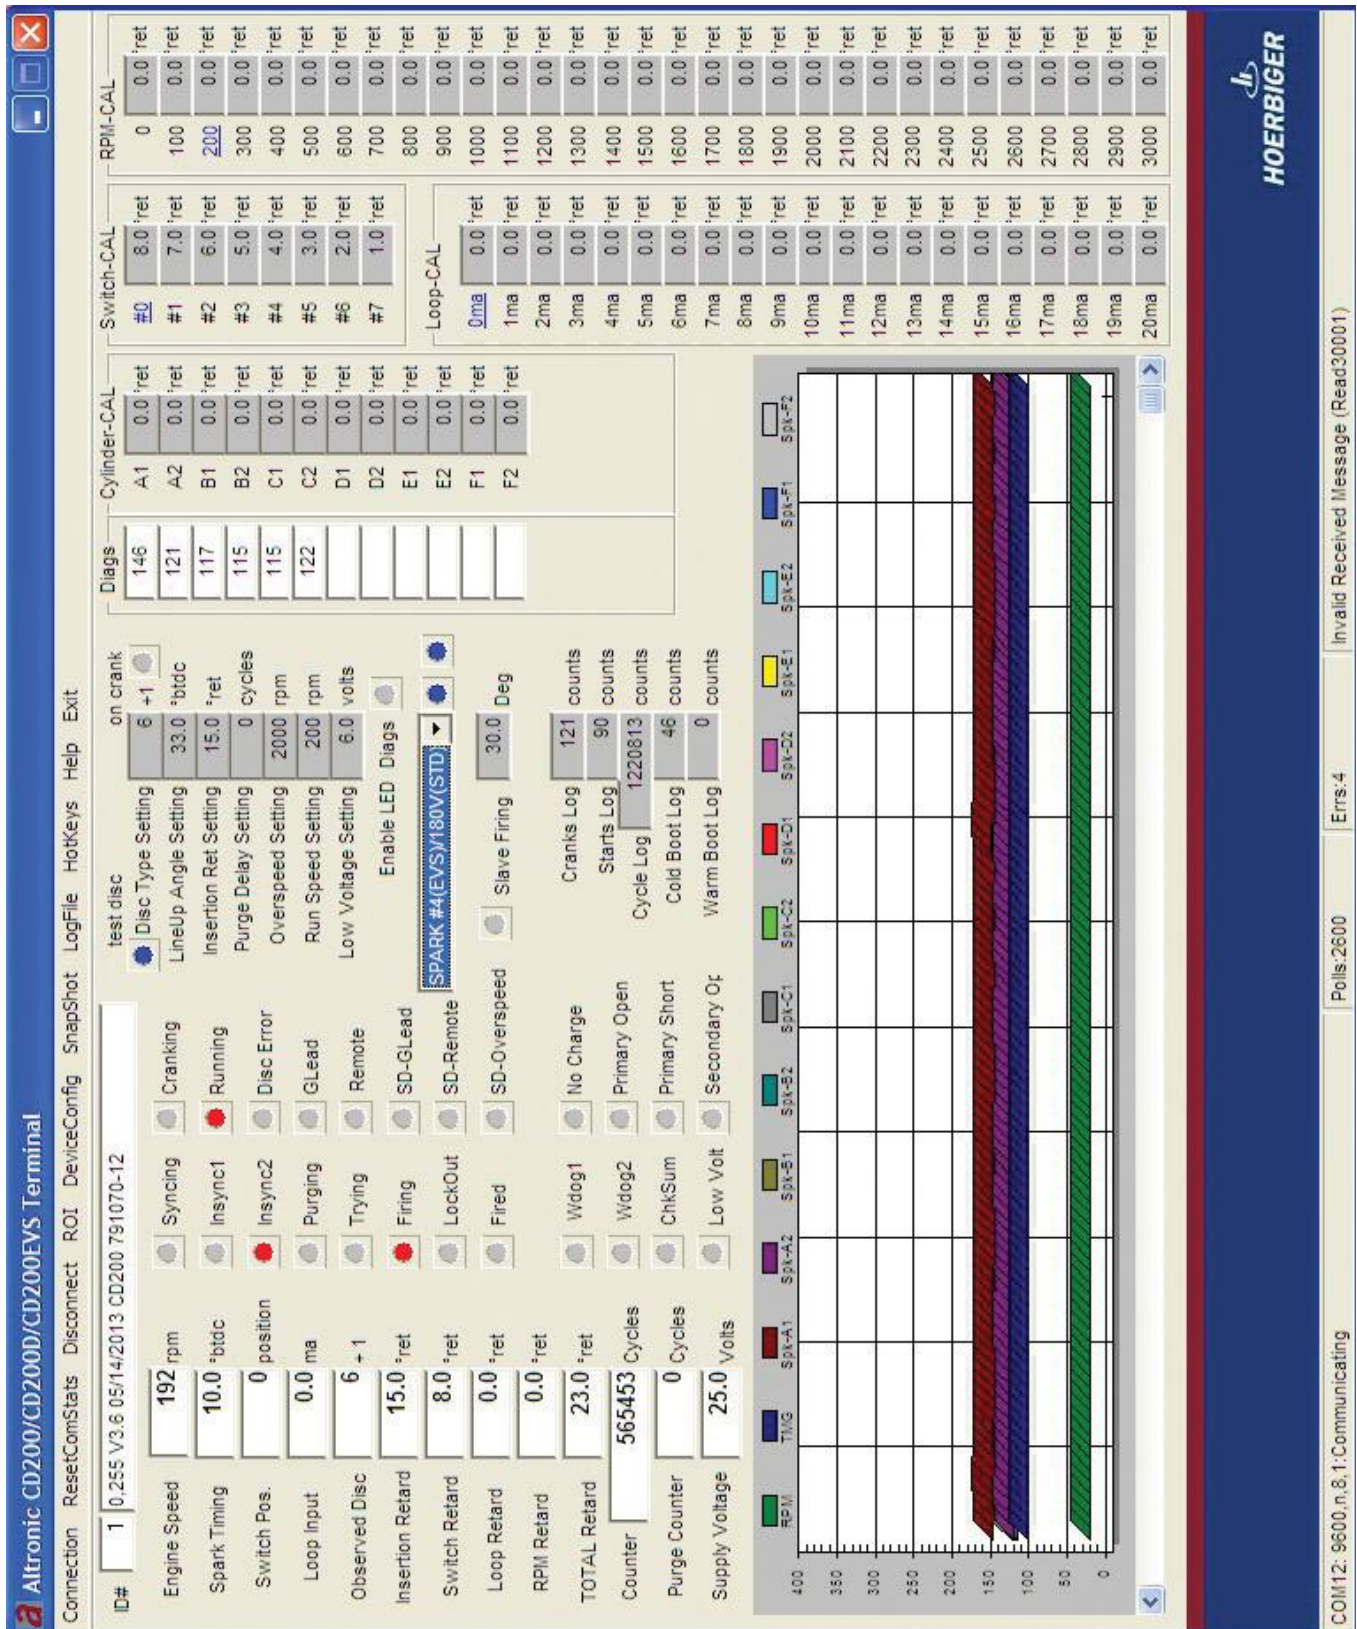 a Altronic CD200/CD200D/CD200EVS Terminal
Connection ResetComStats Disconnect ROI DeviceConfig SnapShot LogFile HotKeys Help Exit
ID# 1 0,255 V3.6 05/14/2013 CD200 791070-12
Engine Speed 192 rpm
Spark Timing 10.0 °btdc
Switch Pos. 0 position
Loop Input 0.0 ma
Observed Disc 6 +1
Insertion Retard 15.0 °ret
Switch Retard 8.0 °ret
Loop Retard 0.0 °ret
RPM Retard 0.0 °ret
TOTAL Retard 23.0 °ret
Counter 565453 Cycles
Purge Counter 0 Cycles
Supply Voltage 25.0 Volts
Syncing Cranking
Insync1 Running
Insync2 Disc Error
Purging GLead
Trying Remote
Firing SD-GLead
LockOut SD-Remote
Fired SD-Overspeed
Wdog1 No Charge
Wdog2 Primary Open
ChkSum Primary Short
Low Volt Secondary Op
test disc on crank
Disc Type Setting 6 +1
LineUp Angle Setting 33.0 °btdc
Insertion Ret Setting 15.0 °ret
Purge Delay Setting 0 cycles
Overspeed Setting 2000 rpm
Run Speed Setting 200 rpm
Low Voltage Setting 6.0 volts
Enable LED Diags
SPARK #4(EVS)/180V(STD)
Slave Firing 30.0 Deg
Cranks Log 121 counts
Starts Log 90 counts
Cycle Log 1220813 counts
Cold Boot Log 46 counts
Warm Boot Log 0 counts
Diags
146
121
117
115
115
122
Cylinder-CAL
A1 0.0 °ret
A2 0.0 °ret
B1 0.0 °ret
B2 0.0 °ret
C1 0.0 °ret
C2 0.0 °ret
D1 0.0 °ret
D2 0.0 °ret
E1 0.0 °ret
E2 0.0 °ret
F1 0.0 °ret
F2 0.0 °ret
Switch-CAL
#0 8.0 °ret
#1 7.0 °ret
#2 6.0 °ret
#3 5.0 °ret
#4 4.0 °ret
#5 3.0 °ret
#6 2.0 °ret
#7 1.0 °ret
Loop-CAL
0ma 0.0 °ret
1ma 0.0 °ret
2ma 0.0 °ret
3ma 0.0 °ret
4ma 0.0 °ret
5ma 0.0 °ret
6ma 0.0 °ret
7ma 0.0 °ret
8ma 0.0 °ret
9ma 0.0 °ret
10ma 0.0 °ret
11ma 0.0 °ret
12ma 0.0 °ret
13ma 0.0 °ret
14ma 0.0 °ret
15ma 0.0 °ret
16ma 0.0 °ret
17ma 0.0 °ret
18ma 0.0 °ret
19ma 0.0 °ret
20ma 0.0 °ret
RPM-CAL
0 0.0 °ret
100 0.0 °ret
200 0.0 °ret
300 0.0 °ret
400 0.0 °ret
500 0.0 °ret
600 0.0 °ret
700 0.0 °ret
800 0.0 °ret
900 0.0 °ret
1000 0.0 °ret
1100 0.0 °ret
1200 0.0 °ret
1300 0.0 °ret
1400 0.0 °ret
1500 0.0 °ret
1600 0.0 °ret
1700 0.0 °ret
1800 0.0 °ret
1900 0.0 °ret
2000 0.0 °ret
2100 0.0 °ret
2200 0.0 °ret
2300 0.0 °ret
2400 0.0 °ret
2500 0.0 °ret
2600 0.0 °ret
2700 0.0 °ret
2800 0.0 °ret
2900 0.0 °ret
3000 0.0 °ret
RPM TMG Spk-A1 Spk-A2 Spk-B1 Spk-B2 Spk-C1 Spk-C2 Spk-D1 Spk-D2 Spk-E1 Spk-E2 Spk-F1 Spk-F2
400
350
300
250
200
150
100
50
0
HOERBIGER
COM12: 9600,n,8,1:Communicating Polls:2600 Errs:4 Invalid Received Message (Read30001)